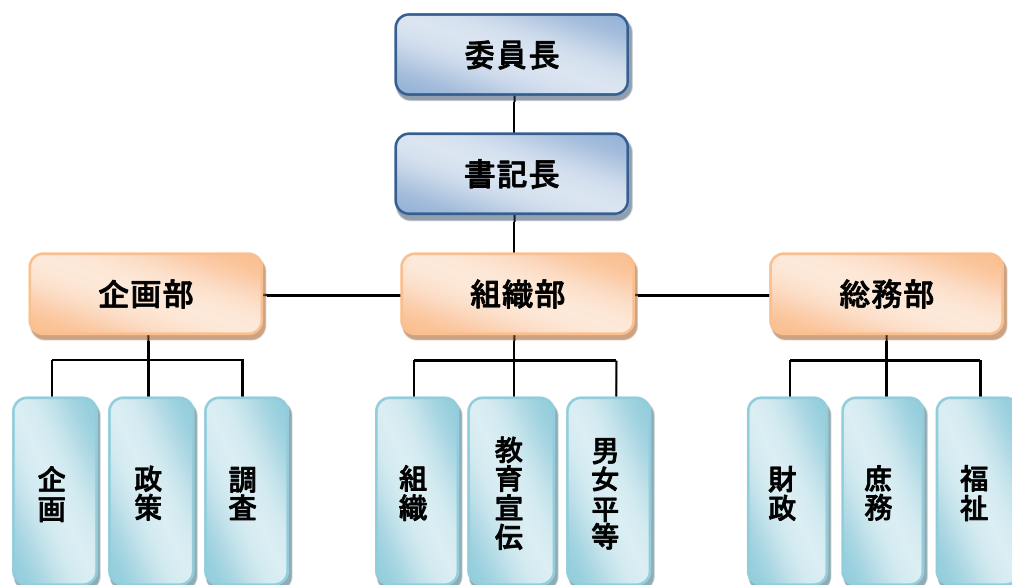 委員長
書記長
企画部
組織部
総務部
企画
政策
調査
組織
教育宣伝
男女平等
財政
庶務
福祉